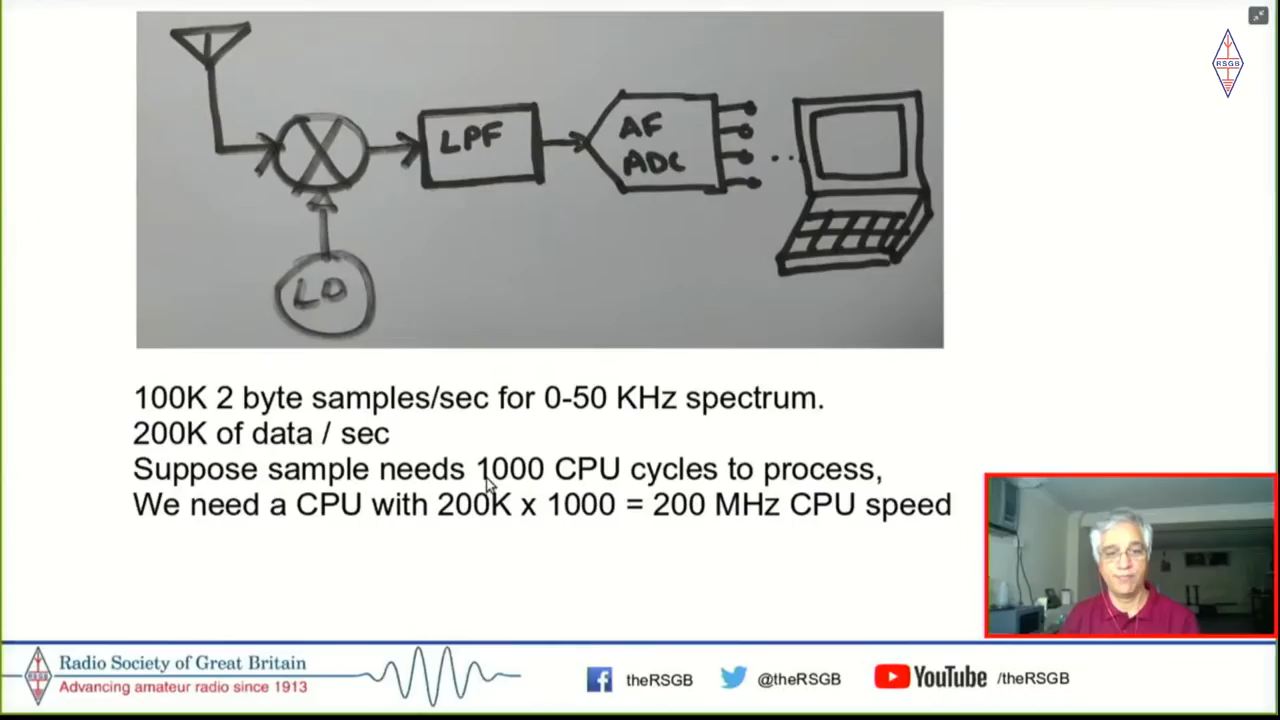 LPF
AF
ADC
LO
RSGB
100K 2 byte samples/sec for 0-50 KHz spectrum.
200K of data / sec
Suppose sample needs 1000 CPU cycles to process,
We need a CPU with 200K x 1000 = 200 MHz CPU speed
RSGB
Radio Society of Great Britain
Advancing amateur radio since 1913
theRSGB
@theRSGB
YouTube /theRSGB